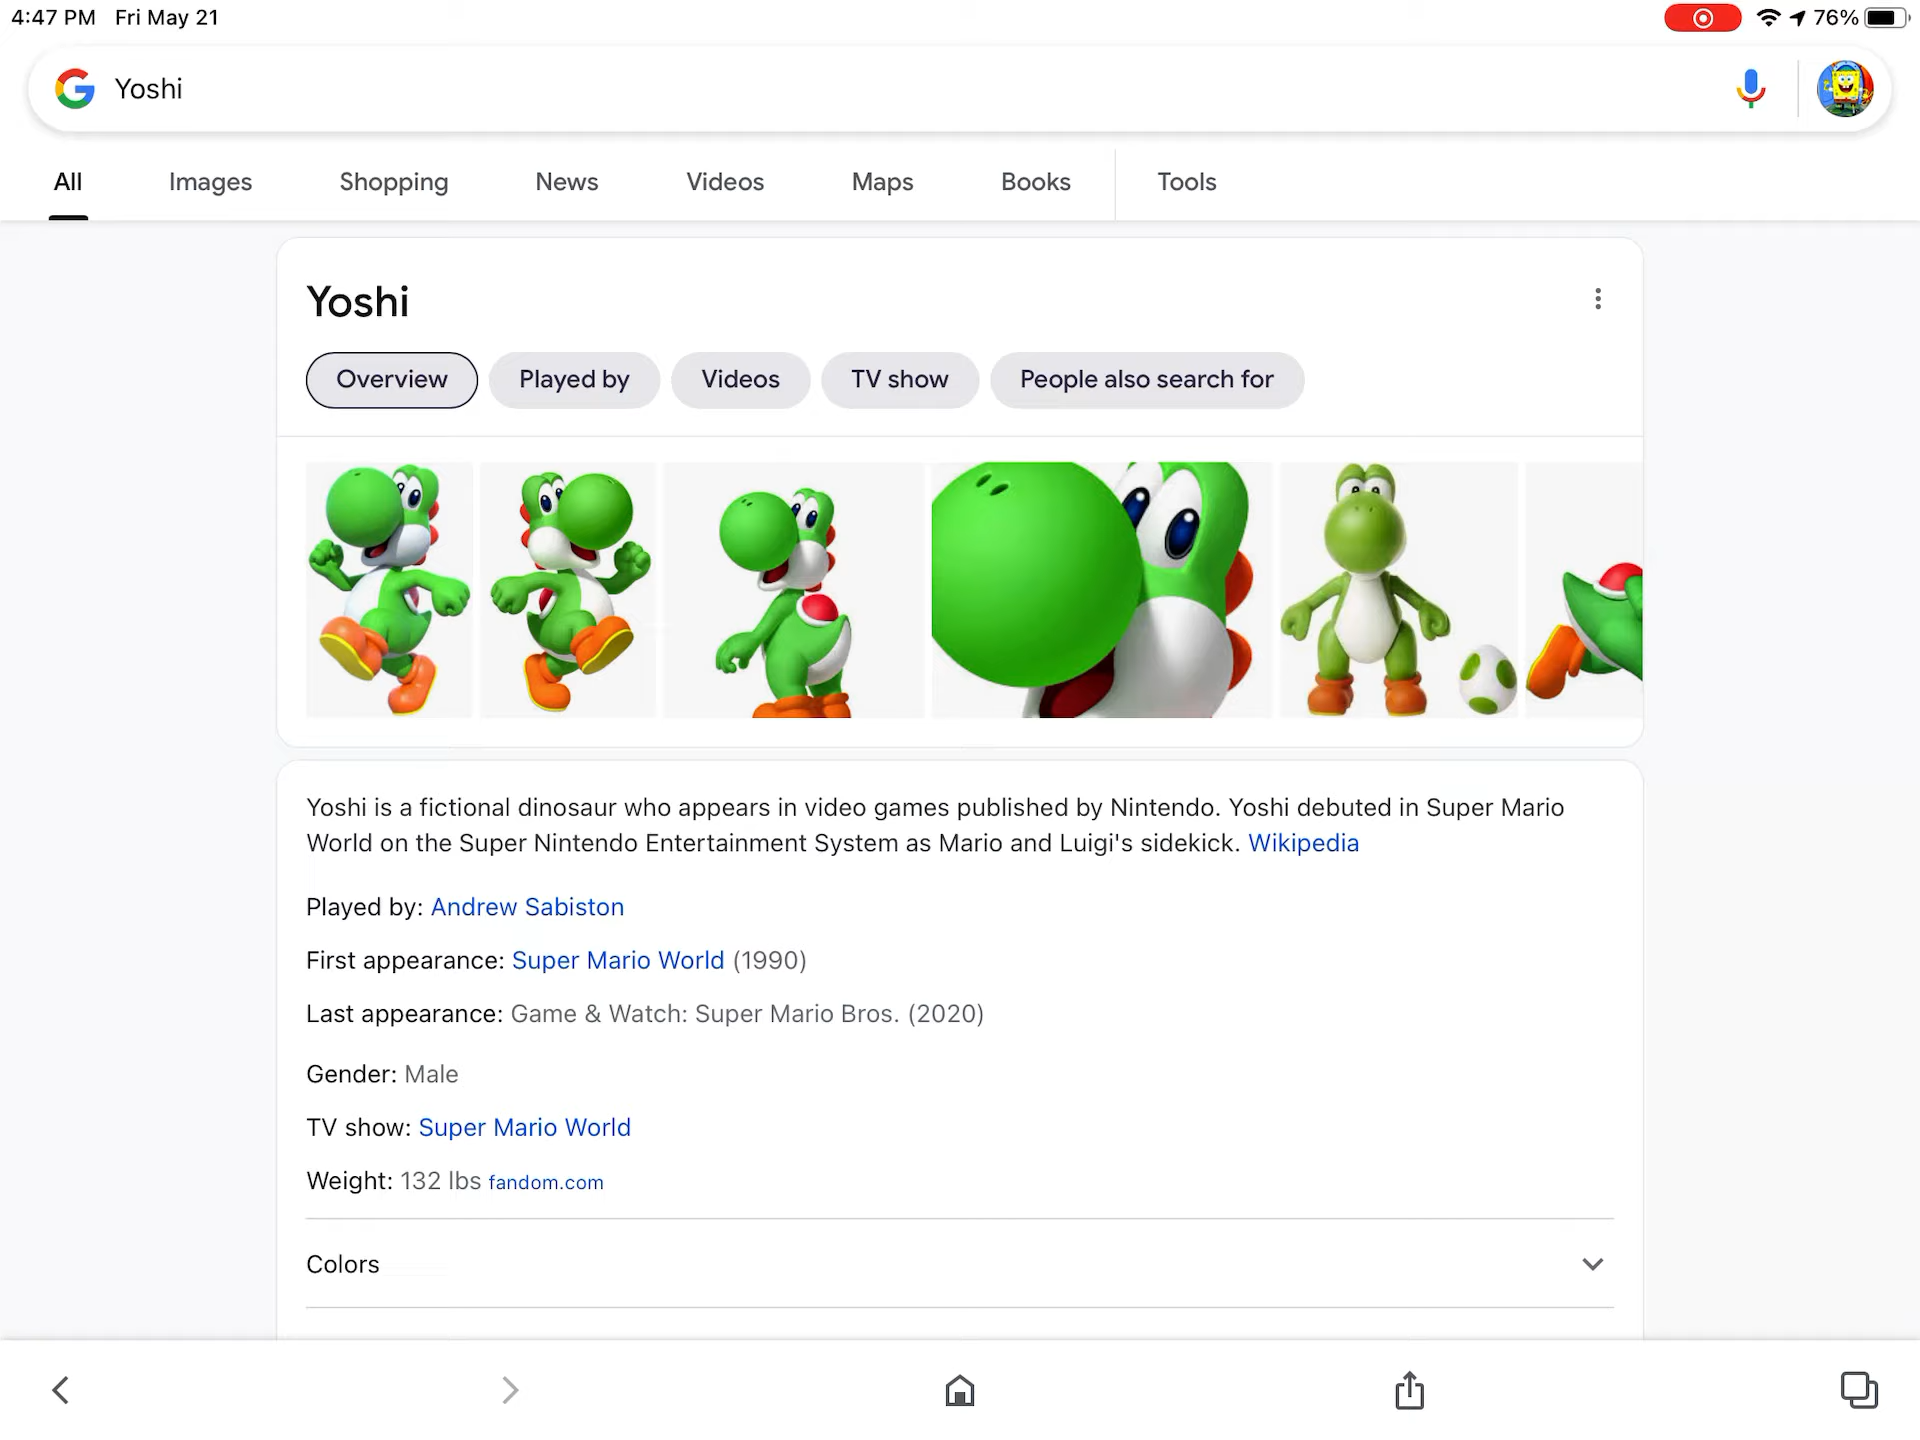 4:47 PM Fri May 21
76%
Yoshi
All Images Shopping News Videos Maps Books Tools
Yoshi
Overview Played by Videos TV show People also search for
Yoshi is a fictional dinosaur who appears in video games published by Nintendo. Yoshi debuted in Super Mario
World on the Super Nintendo Entertainment System as Mario and Luigi's sidekick. Wikipedia
Played by: Andrew Sabiston
First appearance: Super Mario World (1990)
Last appearance: Game & Watch: Super Mario Bros. (2020)
Gender: Male
TV show: Super Mario World
Weight: 132 lbs fandom.com
Colors